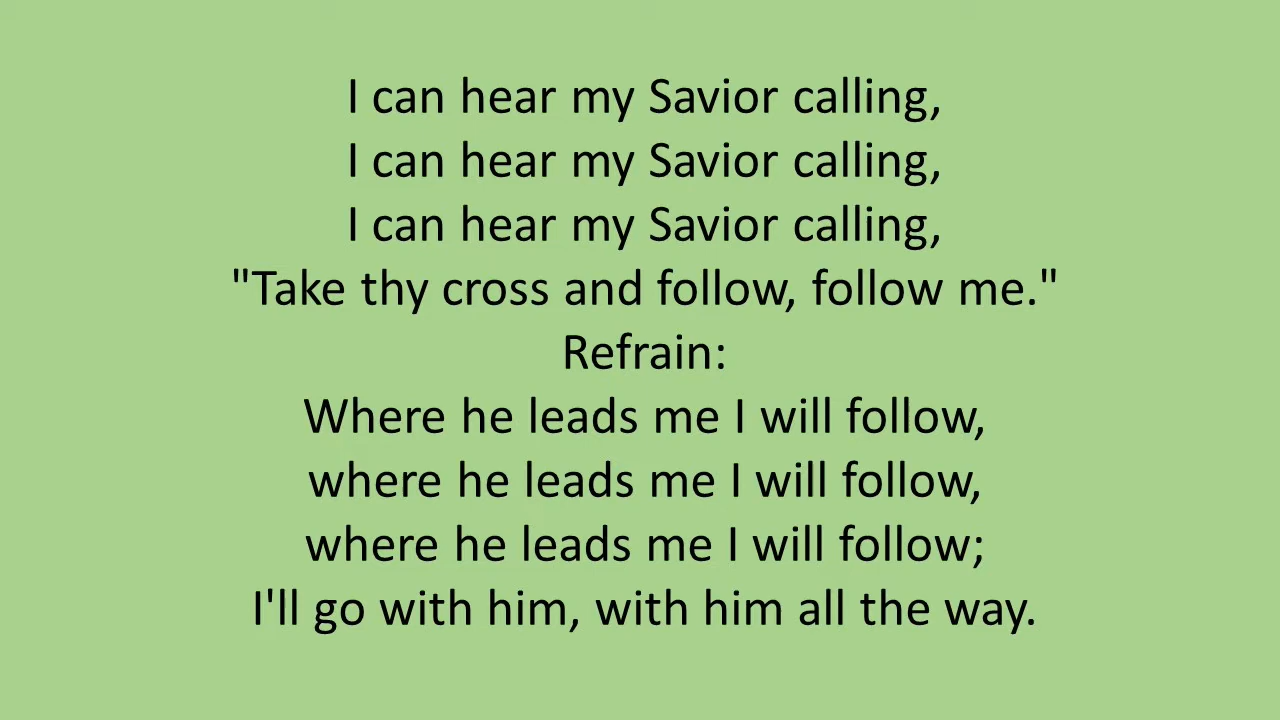 I can hear my Savior calling,
I can hear my Savior calling,
I can hear my Savior calling,
"Take thy cross and follow, follow me."
Refrain:
Where he leads me I will follow,
where he leads me I will follow,
where he leads me I will follow;
I'll go with him, with him all the way.